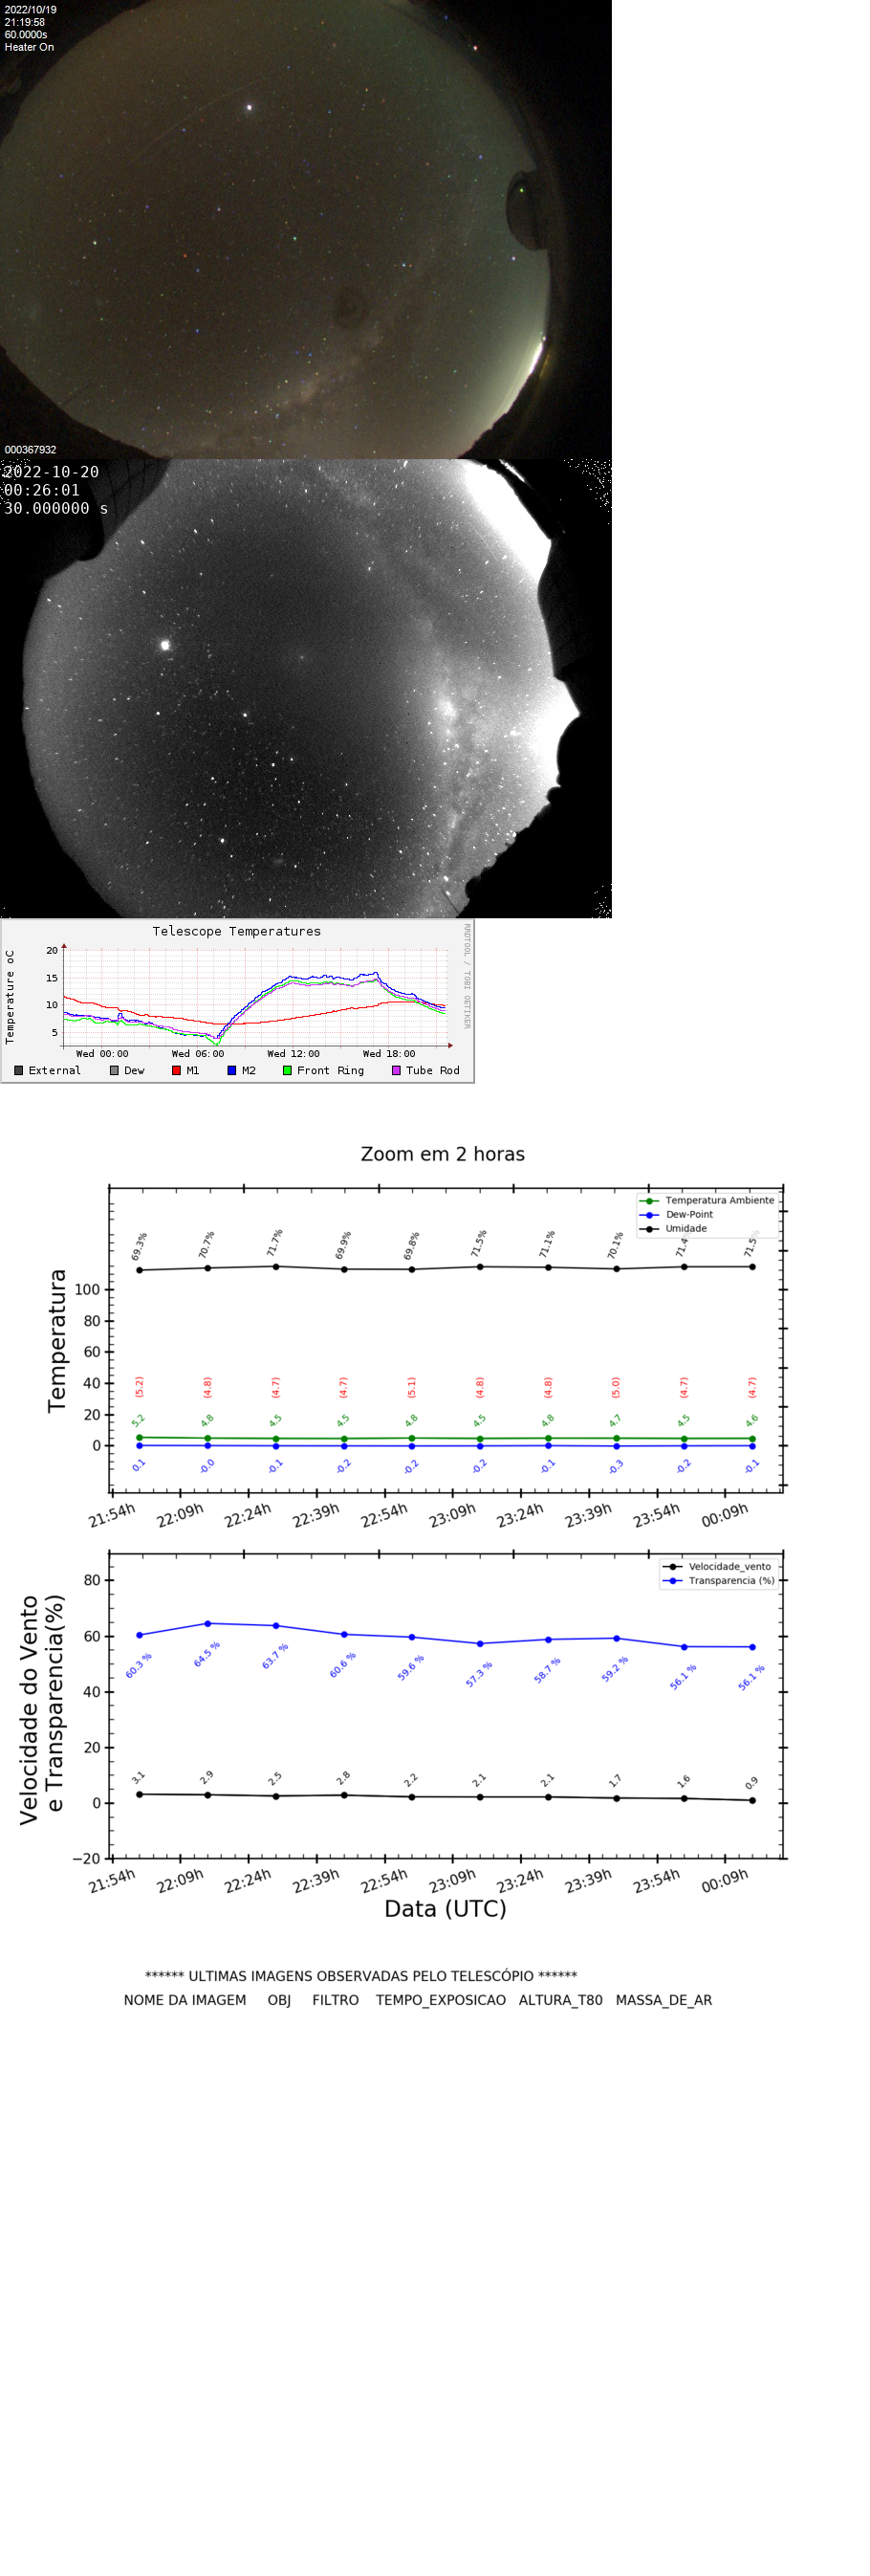 2022/10/19
21:19:58
60.0000s
Heater On
000367932
2022-10-20
00:26:01
30.000000 s
Telescope Temperatures
RRDTOOL / TOBI OETIKER
Temperature oC
20
15
10
5
Wed 00:00 Wed 06:00 Wed 12:00 Wed 18:00
External Dew M1 M2 Front Ring Tube Rod
Zoom em 2 horas
Temperatura Ambiente
Dew-Point
Umidade
69.3% 70.7% 71.7% 69.9% 69.8% 71.5% 71.1% 70.1% 71.4% 71.5%
Temperatura
100
80
60
40
20
0
(5.2) (4.8) (4.7) (4.7) (5.1) (4.8) (4.8) (5.0) (4.7) (4.7)
5.2 4.8 4.5 4.5 4.8 4.5 4.8 4.7 4.5 4.6
0.1 -0.0 -0.1 -0.2 -0.2 -0.2 -0.1 -0.3 -0.2 -0.1
21:54h 22:09h 22:24h 22:39h 22:54h 23:09h 23:24h 23:39h 23:54h 00:09h
Velocidade_vento
Transparencia (%)
Velocidade do Vento
e Transparencia(%)
80
60
40
20
0
−20
60.3 % 64.5 % 63.7 % 60.6 % 59.6 % 57.3 % 58.7 % 59.2 % 56.1 % 56.1 %
3.1 2.9 2.5 2.8 2.2 2.1 2.1 1.7 1.6 0.9
21:54h 22:09h 22:24h 22:39h 22:54h 23:09h 23:24h 23:39h 23:54h 00:09h
Data (UTC)
****** ULTIMAS IMAGENS OBSERVADAS PELO TELESCÓPIO ******
NOME DA IMAGEM OBJ FILTRO TEMPO_EXPOSICAO ALTURA_T80 MASSA_DE_AR